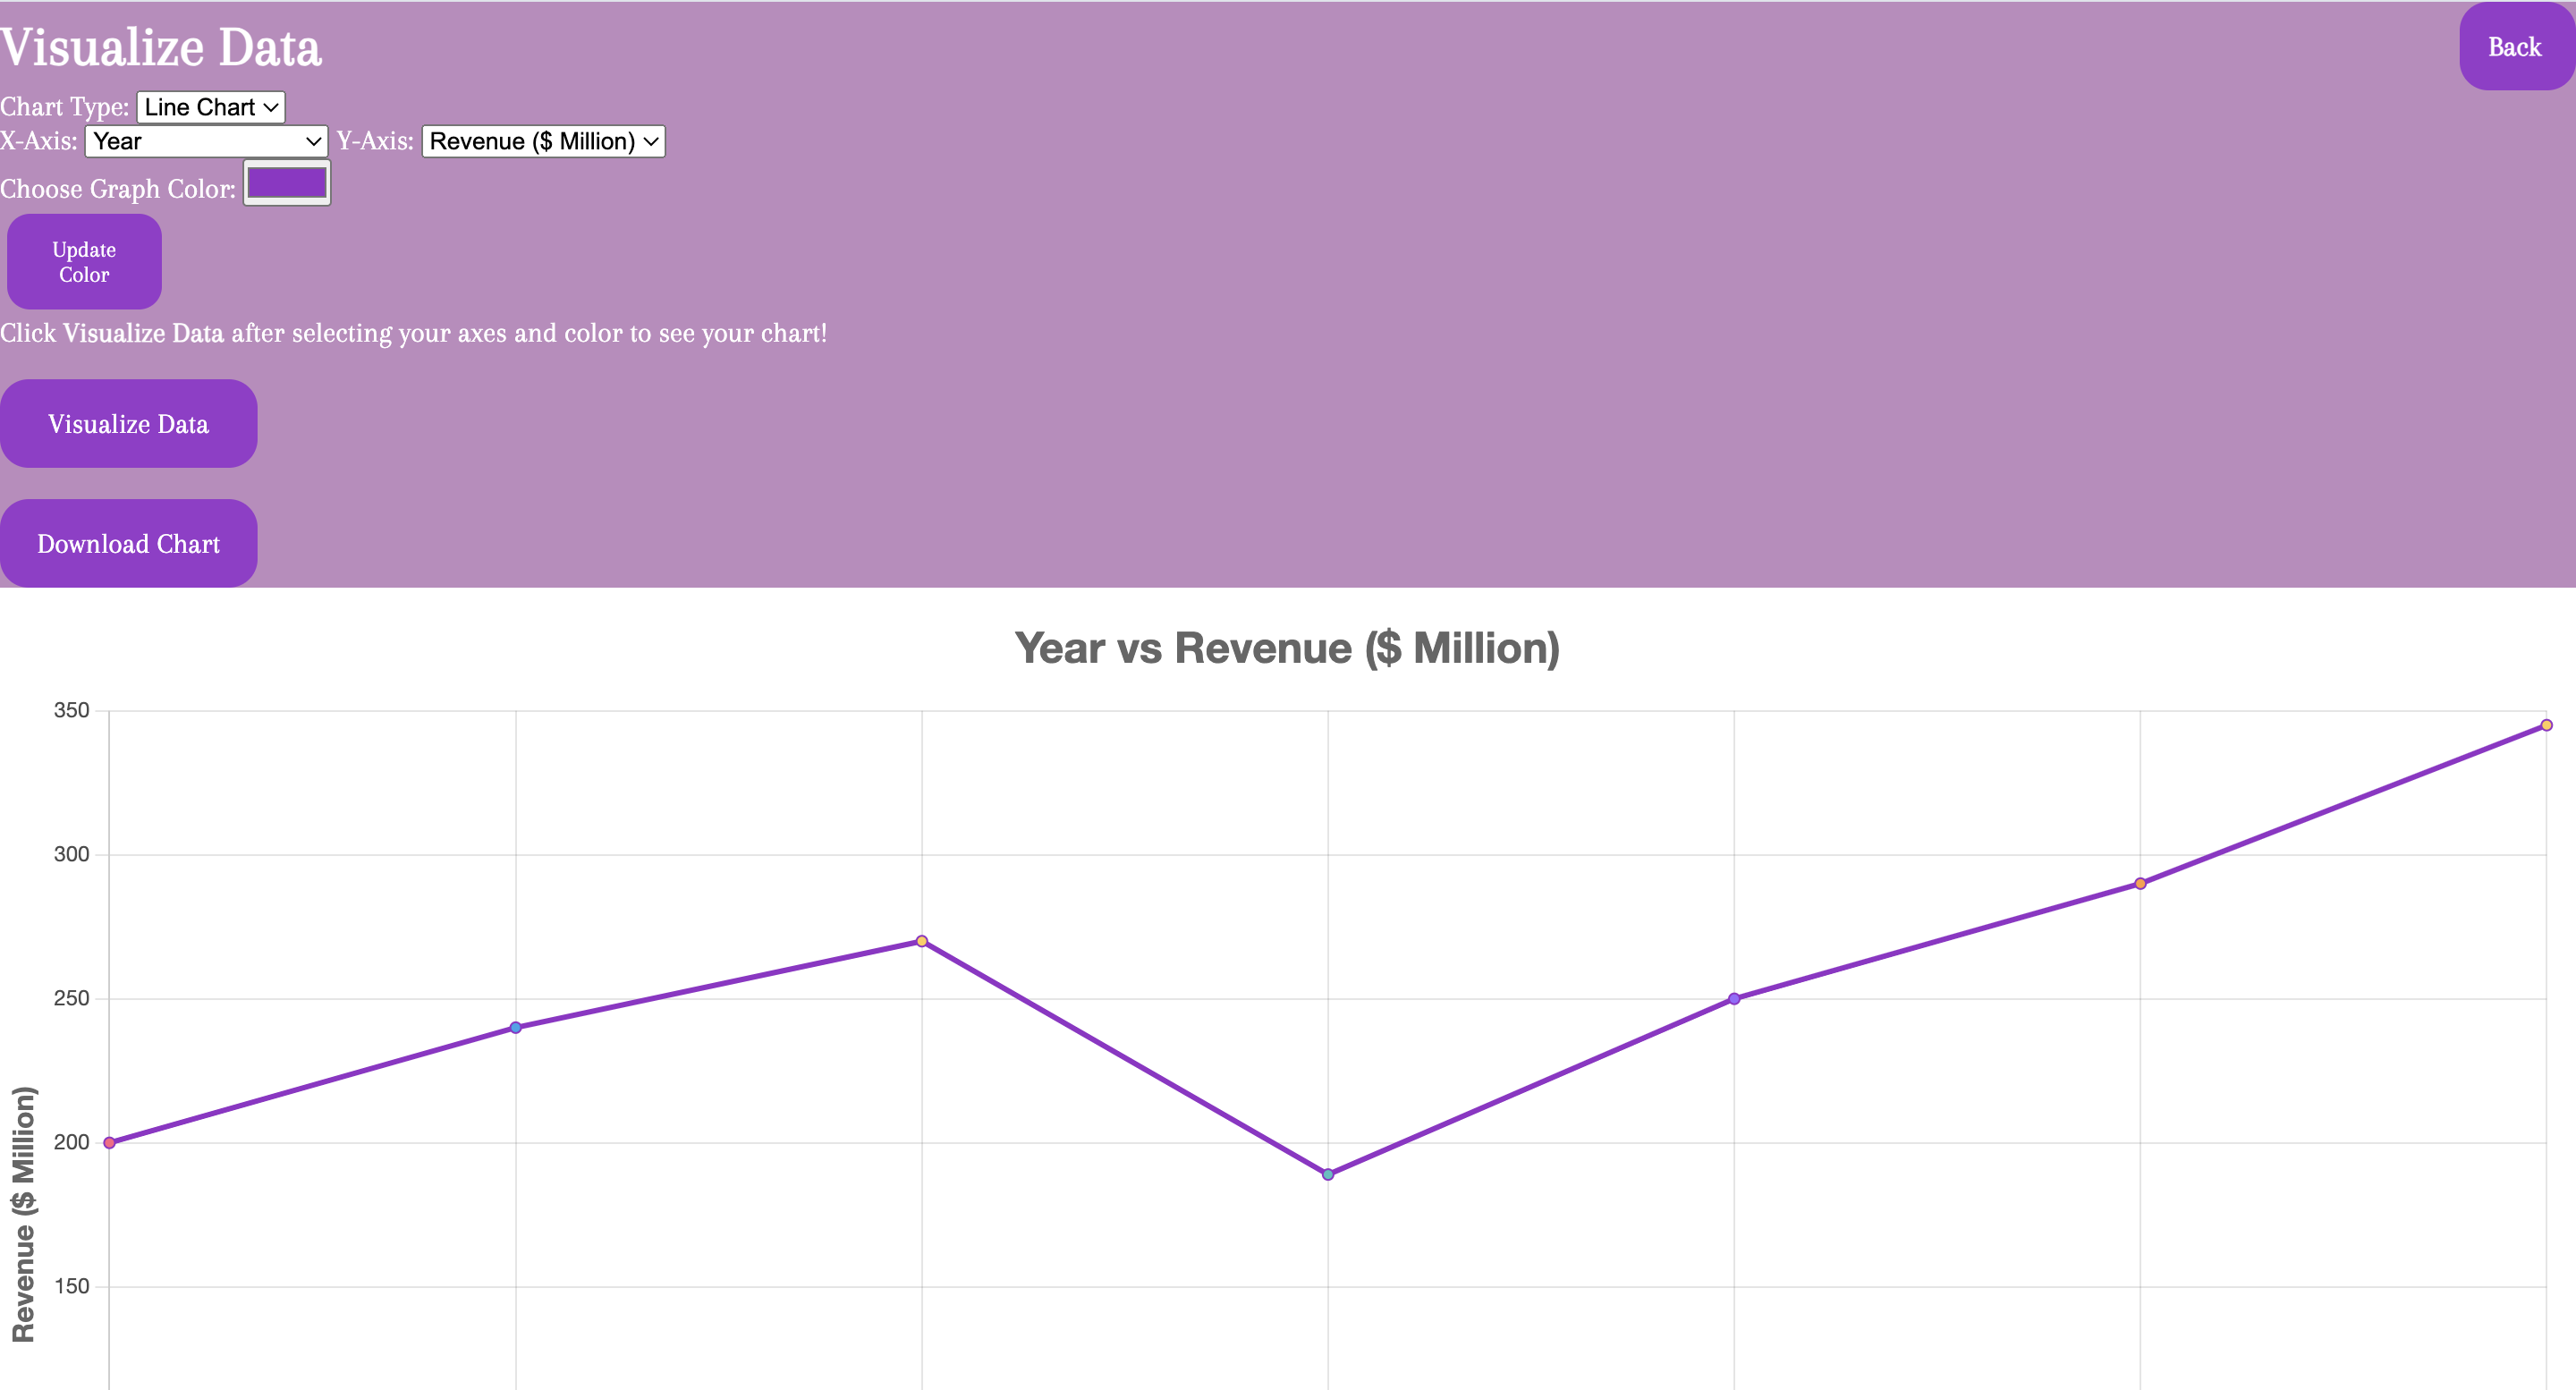 Visualize Data
Back
Chart Type: Line Chart
X-Axis: Year Y-Axis: Revenue ($ Million)
Choose Graph Color:
Update
Color
Click Visualize Data after selecting your axes and color to see your chart!
Visualize Data
Download Chart
Year vs Revenue ($ Million)
350
300
250
200
150
Revenue ($ Million)